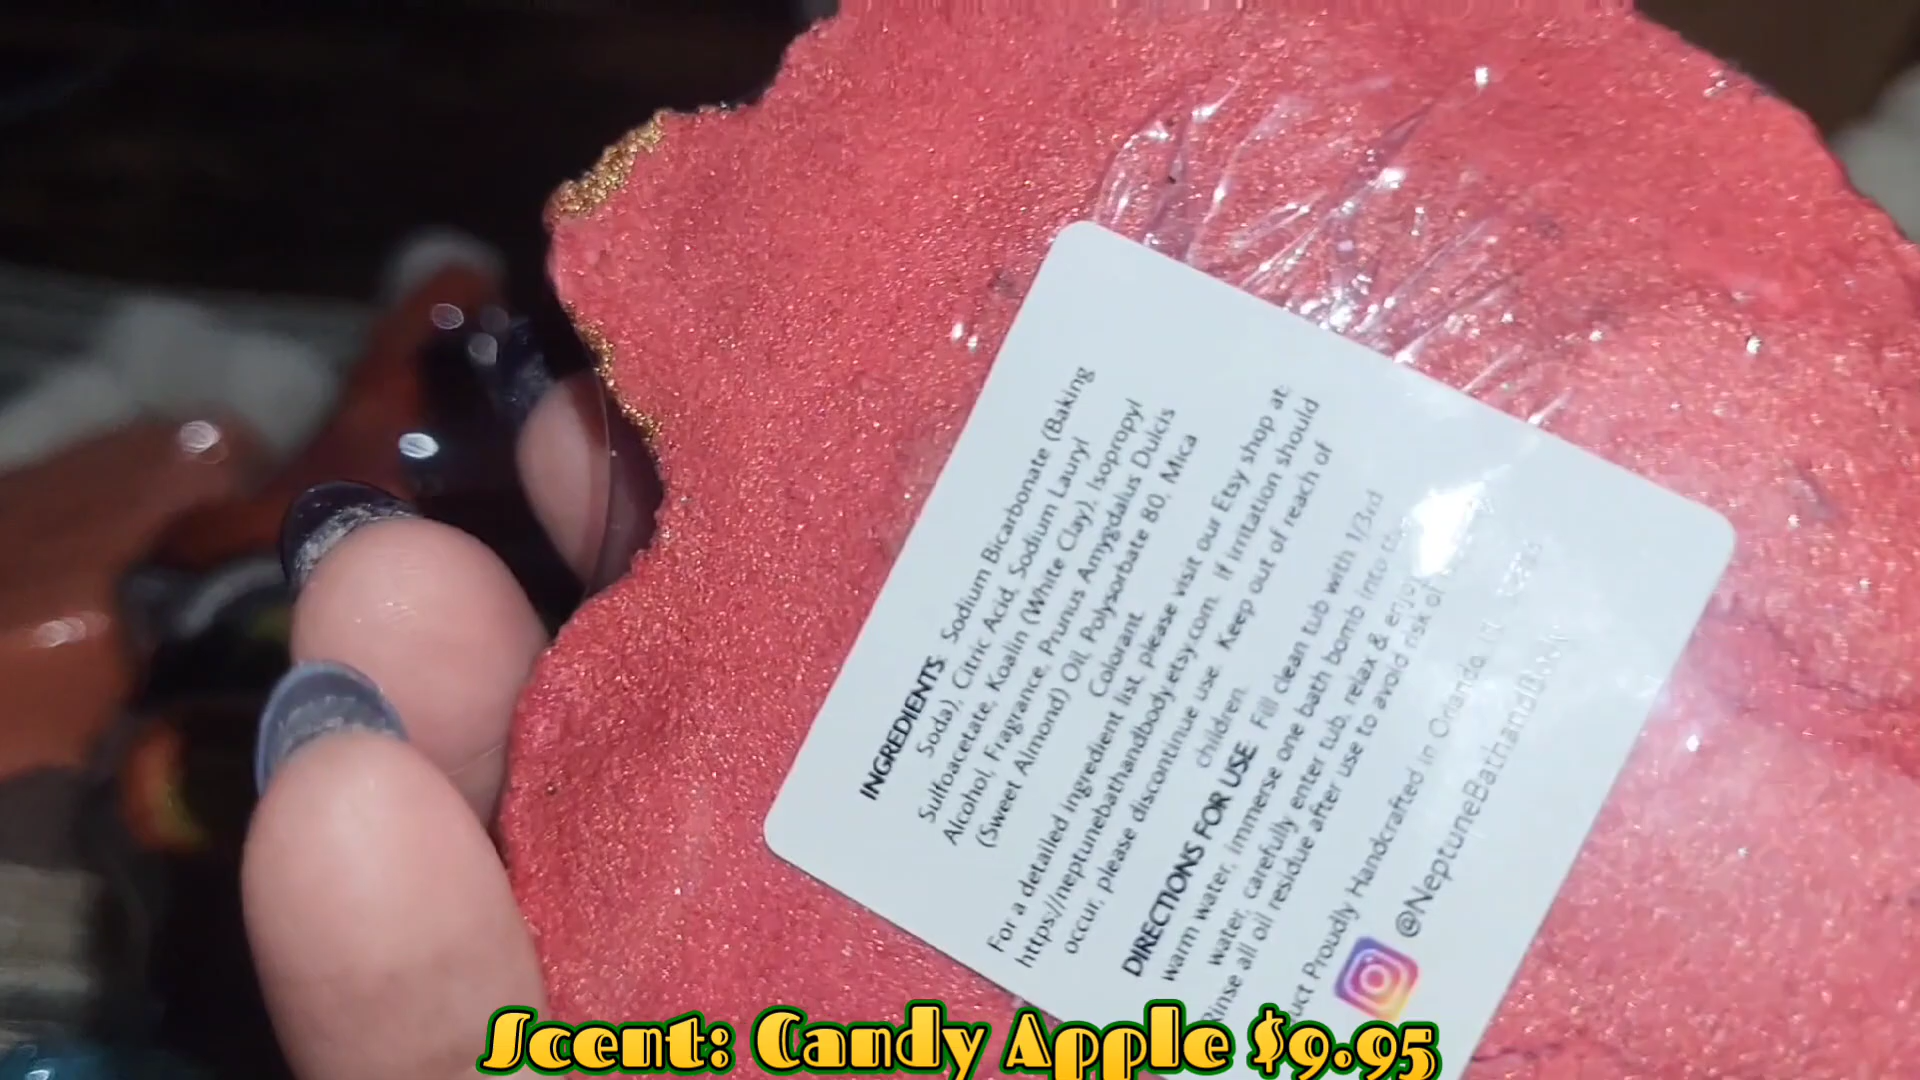 INGREDIENTS: Sodium Bicarbonate (Baking
Soda), Citric Acid, Sodium Lauryl
Sulfoacetate, Koalin (White Clay), Isopropyl
Alcohol, Fragrance, Prunus Amygdalus Dulcis
(Sweet Almond) Oil, Polysorbate 80, Mica
Colorant
For a detailed ingredient list, please visit our Etsy shop at:
https://neptunebathandbody.etsy.com. If irritation should
occur, please discontinue use. Keep out of reach of
children.
DIRECTIONS FOR USE: Fill clean tub with 1/3rd
warm water, immerse one bath bomb into
water, carefully enter tub, relax & enjoy
Rinse all oil residue after use to avoid risk of
Proudly Handcrafted in Orlando,
@NeptuneBathandBody
Scent: Candy Apple $9.95